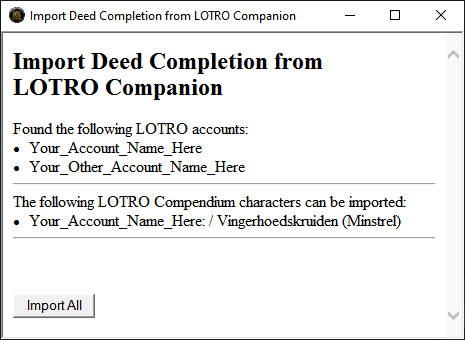 Import Deed Completion from LOTRO Companion
Import Deed Completion from
LOTRO Companion
Found the following LOTRO accounts:
• Your_Account_Name_Here
• Your_Other_Account_Name_Here
The following LOTRO Compendium characters can be imported:
• Your_Account_Name_Here: / Vingerhoedskruiden (Minstrel)
Import All